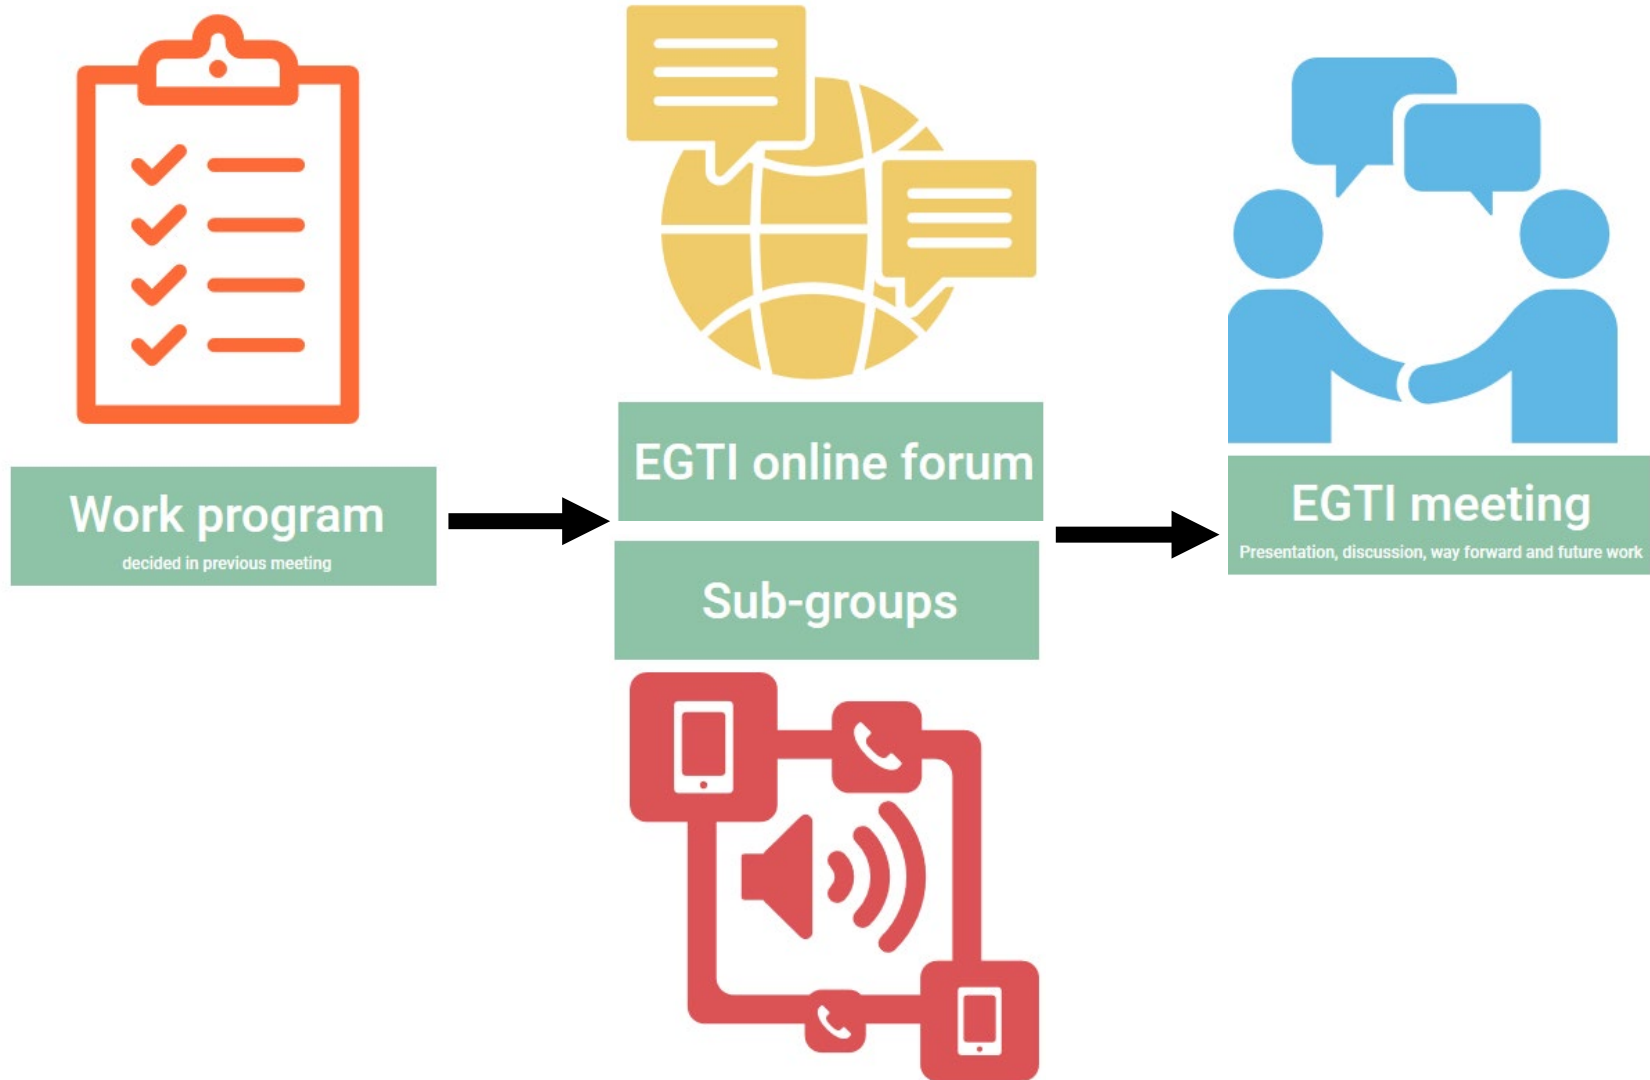 Work program
decided in previous meeting
EGTI online forum
Sub-groups
EGTI meeting
Presentation, discussion, way forward and future work